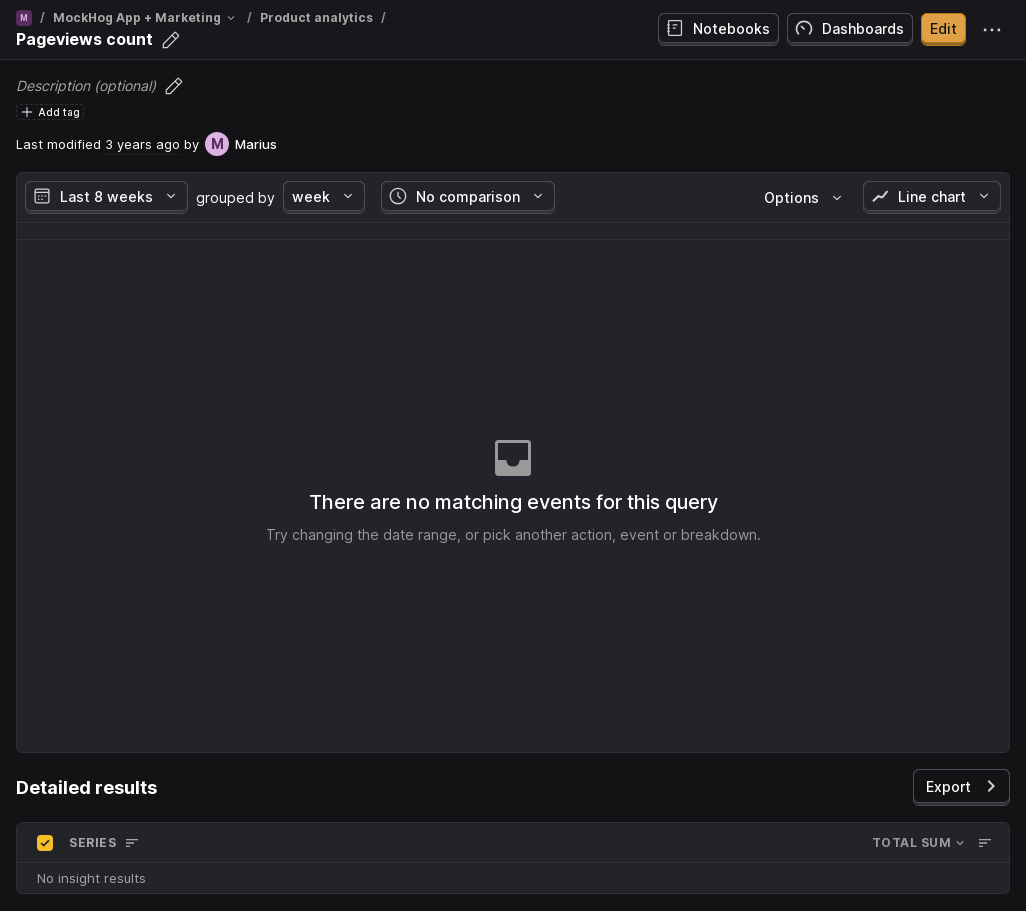 M / MockHog App + Marketing / Product analytics /
Pageviews count
Notebooks
Dashboards
Edit
Description (optional)
Add tag
Last modified 3 years ago by M Marius
Last 8 weeks grouped by week No comparison Options Line chart
There are no matching events for this query
Try changing the date range, or pick another action, event or breakdown.
Detailed results
Export
SERIES TOTAL SUM
No insight results